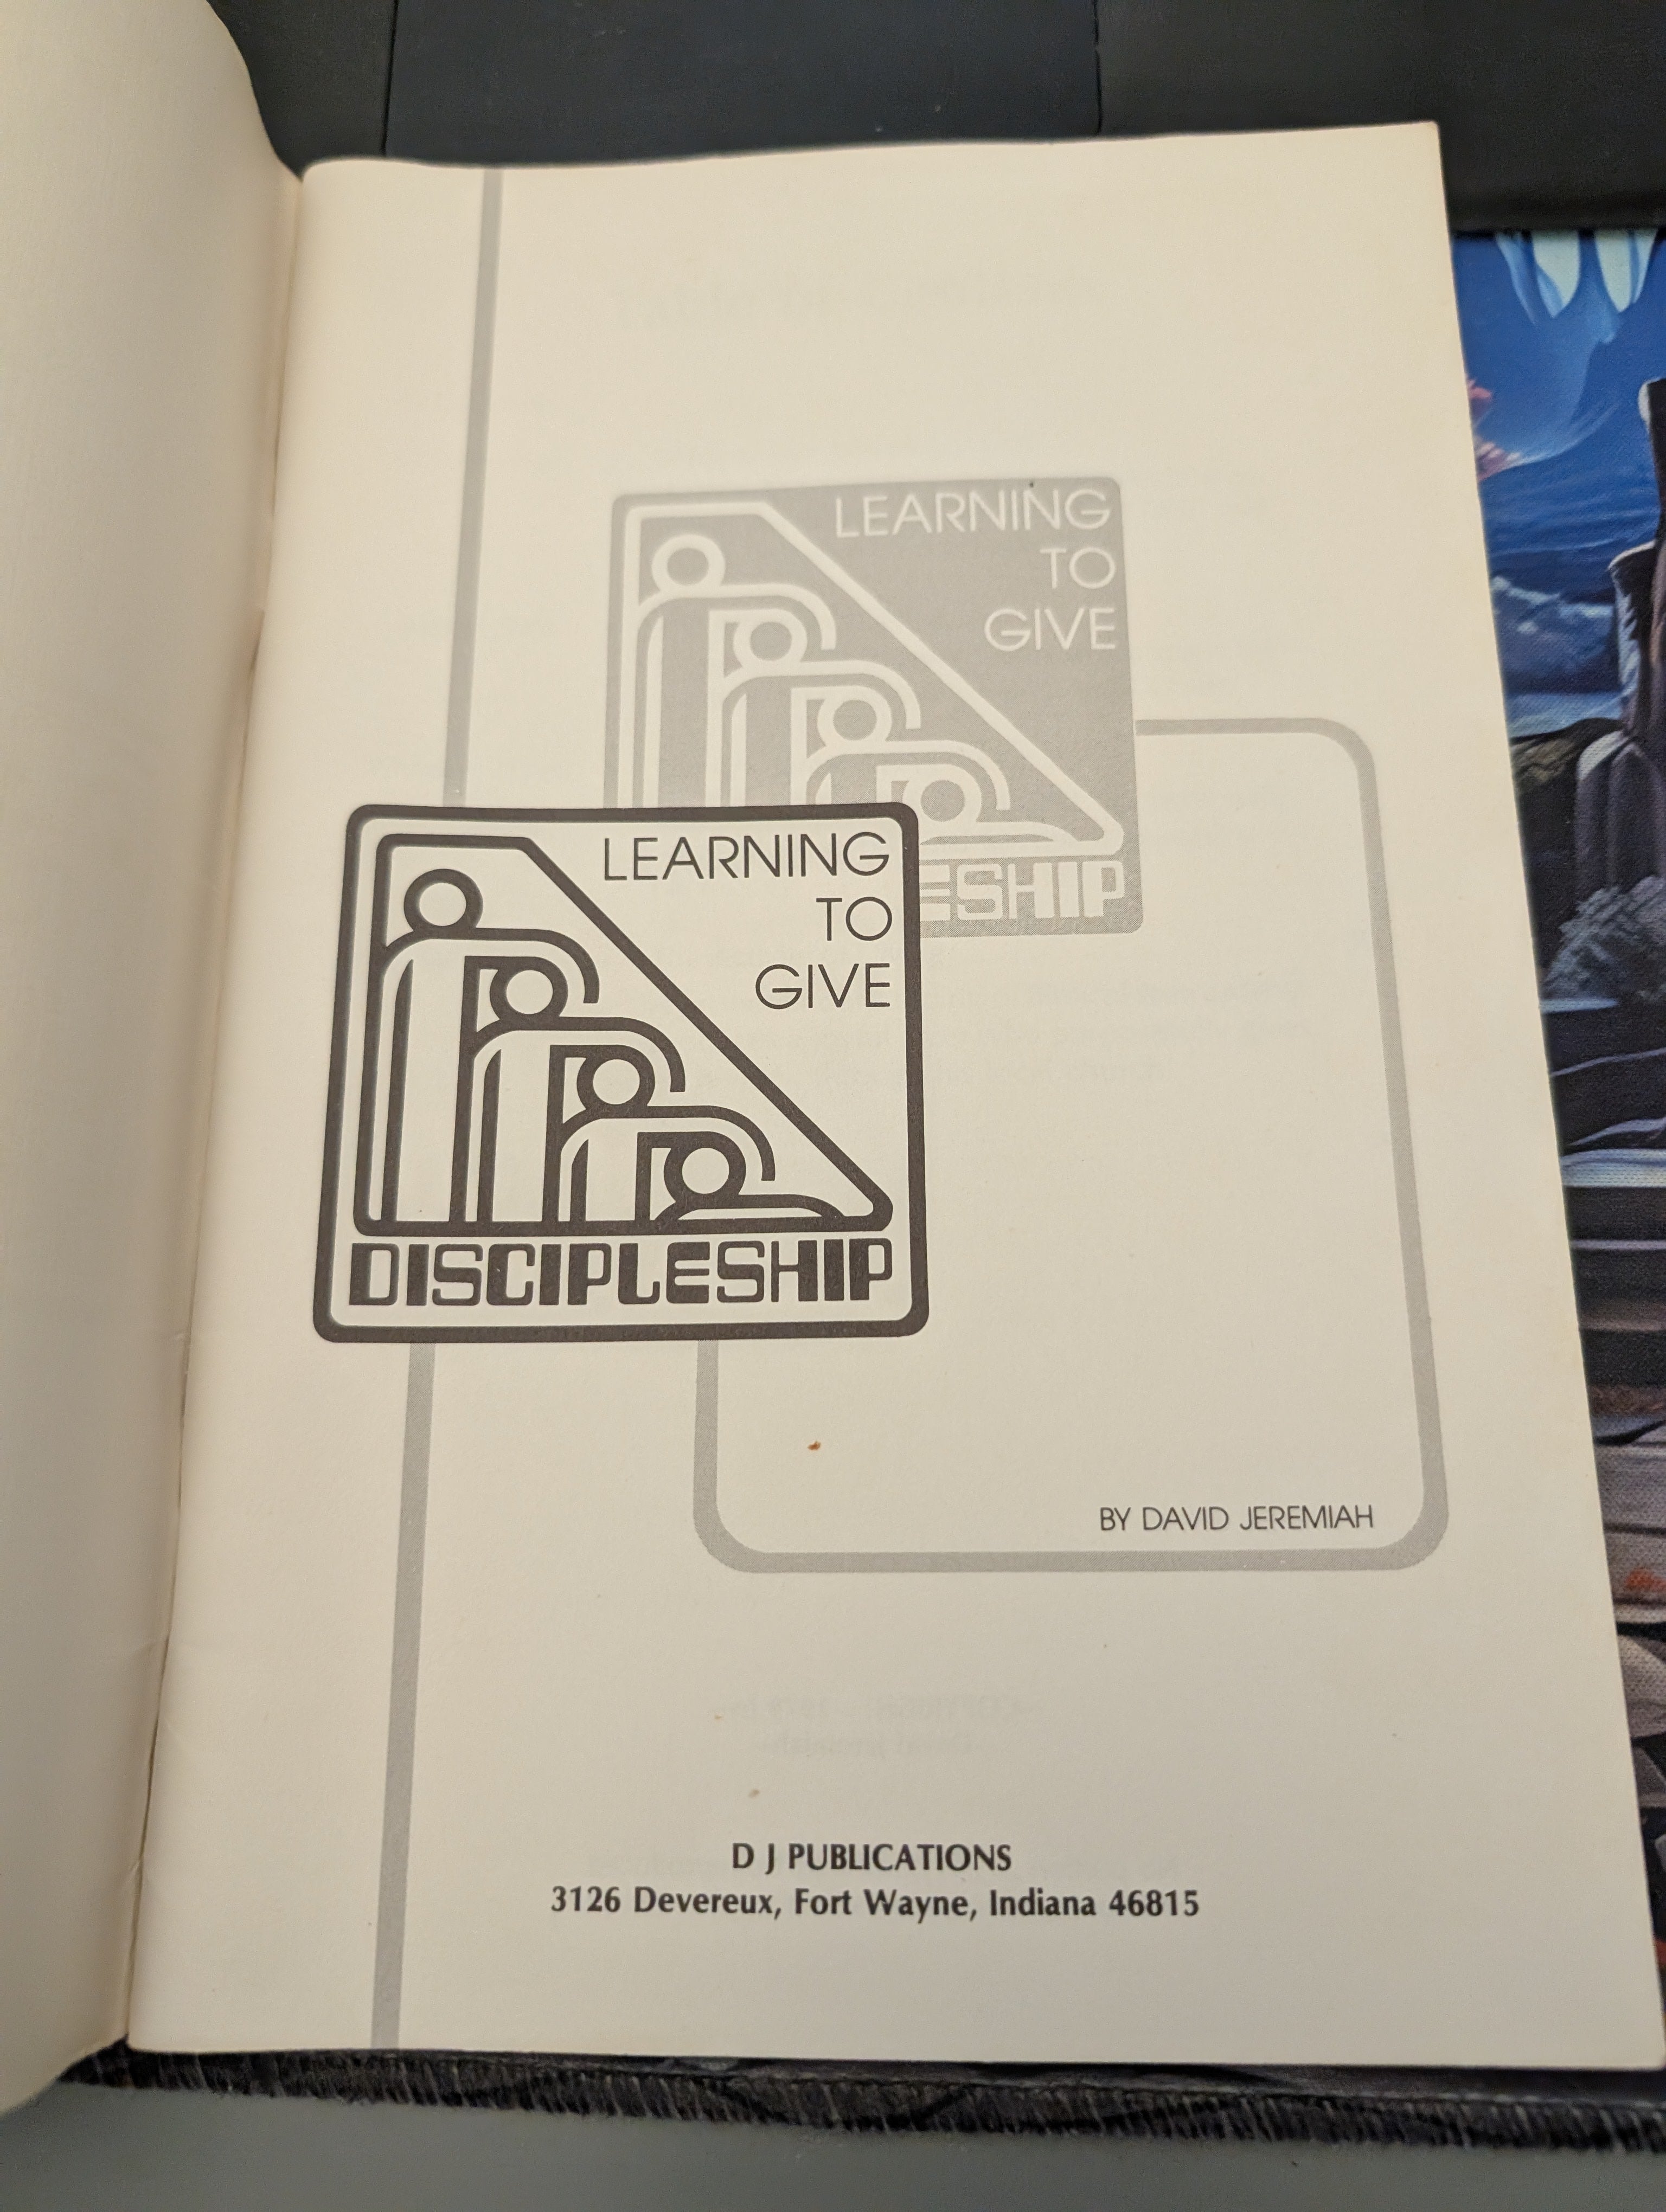 LEARNING
TO
GIVE
ESHIP
LEARNING
TO
GIVE
DISCIPLESHIP
BY DAVID JEREMIAH
D J PUBLICATIONS
3126 Devereux, Fort Wayne, Indiana 46815